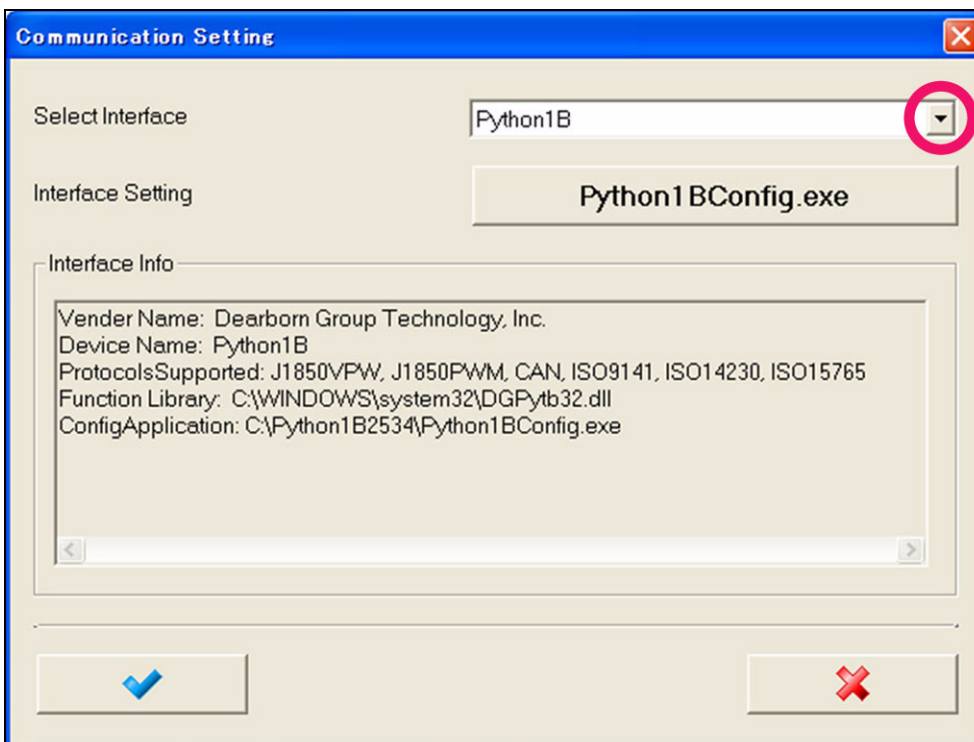 Communication Setting
Select Interface
Python1B
Interface Setting
Python1BConfig.exe
Interface Info
Vender Name: Dearborn Group Technology, Inc.
Device Name: Python1B
ProtocolsSupported: J1850VPW, J1850PWM, CAN, ISO9141, ISO14230, ISO15765
Function Library: C:\WINDOWS\system32\DGPytb32.dll
ConfigApplication: C:\Python1B2534\Python1BConfig.exe